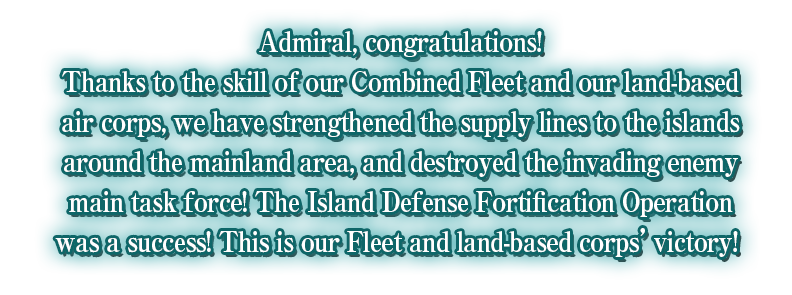 Admiral, congratulations!
Thanks to the skill of our Combined Fleet and our land-based
air corps, we have strengthened the supply lines to the islands
around the mainland area, and destroyed the invading enemy
main task force! The Island Defense Fortification Operation
was a success! This is our Fleet and land-based corps’ victory!